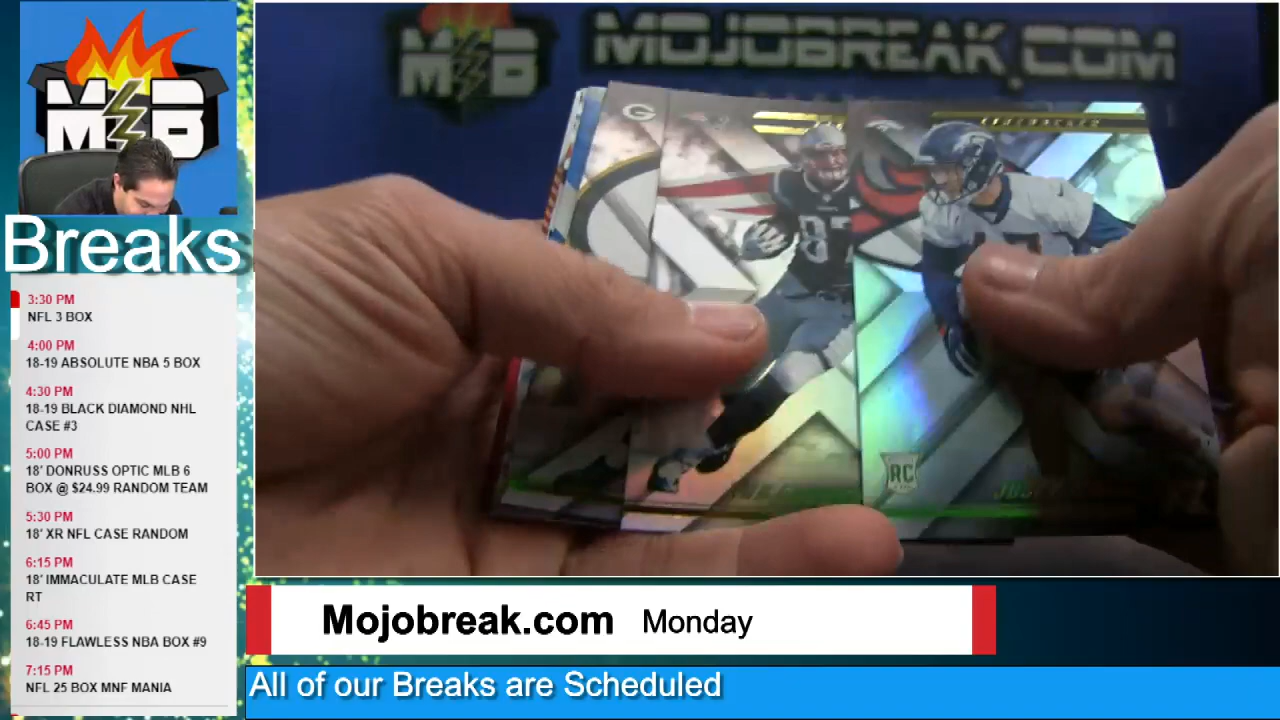 M B
MOJOBREAK.COM
M B
Breaks
3:30 PM
NFL 3 BOX
4:00 PM
18-19 ABSOLUTE NBA 5 BOX
4:30 PM
18-19 BLACK DIAMOND NHL
CASE #3
5:00 PM
18' DONRUSS OPTIC MLB 6
BOX @ $24.99 RANDOM TEAM
5:30 PM
18' XR NFL CASE RANDOM
6:15 PM
18' IMMACULATE MLB CASE
RT
6:45 PM
18-19 FLAWLESS NBA BOX #9
7:15 PM
NFL 25 BOX MNF MANIA
G
87
RC
Mojobreak.com Monday
All of our Breaks are Scheduled